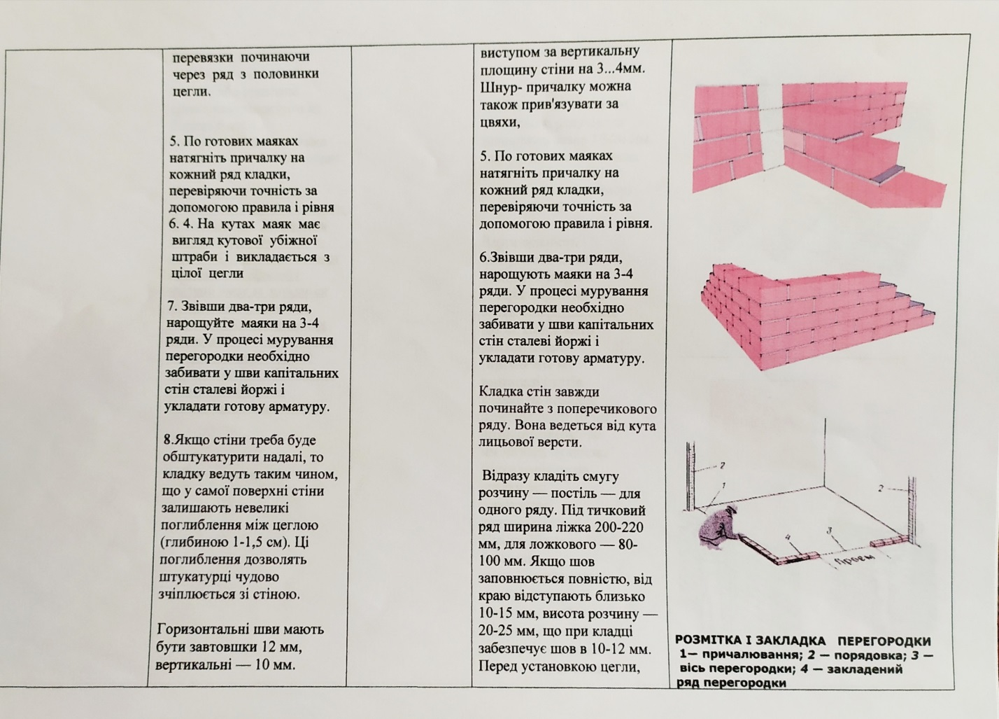 перевязки починаючи
через ряд з половинки
цегли.
5. По готових маяках
натягніть причалку на
кожний ряд кладки,
перевіряючи точність за
допомогою правила і рівня
6. 4. На кутах маяк має
вигляд кутової убіжної
штраби і викладається з
цілої цегли
7. Звівши два-три ряди,
нарощуйте маяки на 3-4
ряди. У процесі мурування
перегородки необхідно
забивати у шви капітальних
стін сталеві йоржі і
укладати готову арматуру.
8.Якщо стіни треба буде
обштукатурити надалі, то
кладку ведуть таким чином,
що у самої поверхні стіни
залишають невеликі
поглиблення між цеглою
(глибиною 1-1,5 см). Ці
поглиблення дозволять
штукатурці чудово
зчіплюється зі стіною.
Горизонтальні шви мають
бути завтовшки 12 мм,
вертикальні — 10 мм.
виступом за вертикальну
площину стіни на 3...4мм.
Шнур- причалку можна
також прив'язувати за
цвяхи,
5. По готових маяках
натягніть причалку на
кожний ряд кладки,
перевіряючи точність за
допомогою правила і рівня.
6.Звівши два-три ряди,
нарощують маяки на 3-4
ряди. У процесі мурування
перегородки необхідно
забивати у шви капітальних
стін сталеві йоржі і
укладати готову арматуру.
Кладка стін завжди
починайте з поперечикового
ряду. Вона ведеться від кута
лицьової версти.
Відразу кладіть смугу
розчину — постіль — для
одного ряду. Під тичковий
ряд ширина ліжка 200-220
мм, для ложкового — 80-
100 мм. Якщо шов
заповнюється повністю, від
краю відступають близько
10-15 мм, висота розчину —
20-25 мм, що при кладці
забезпечує шов в 10-12 мм.
Перед установкою цегли,
2
1
2
3
4
Проем
РОЗМІТКА І ЗАКЛАДКА ПЕРЕГОРОДКИ
1— причалювання; 2 — порядовка; 3 —
вісь перегородки; 4 — закладений
ряд перегородки